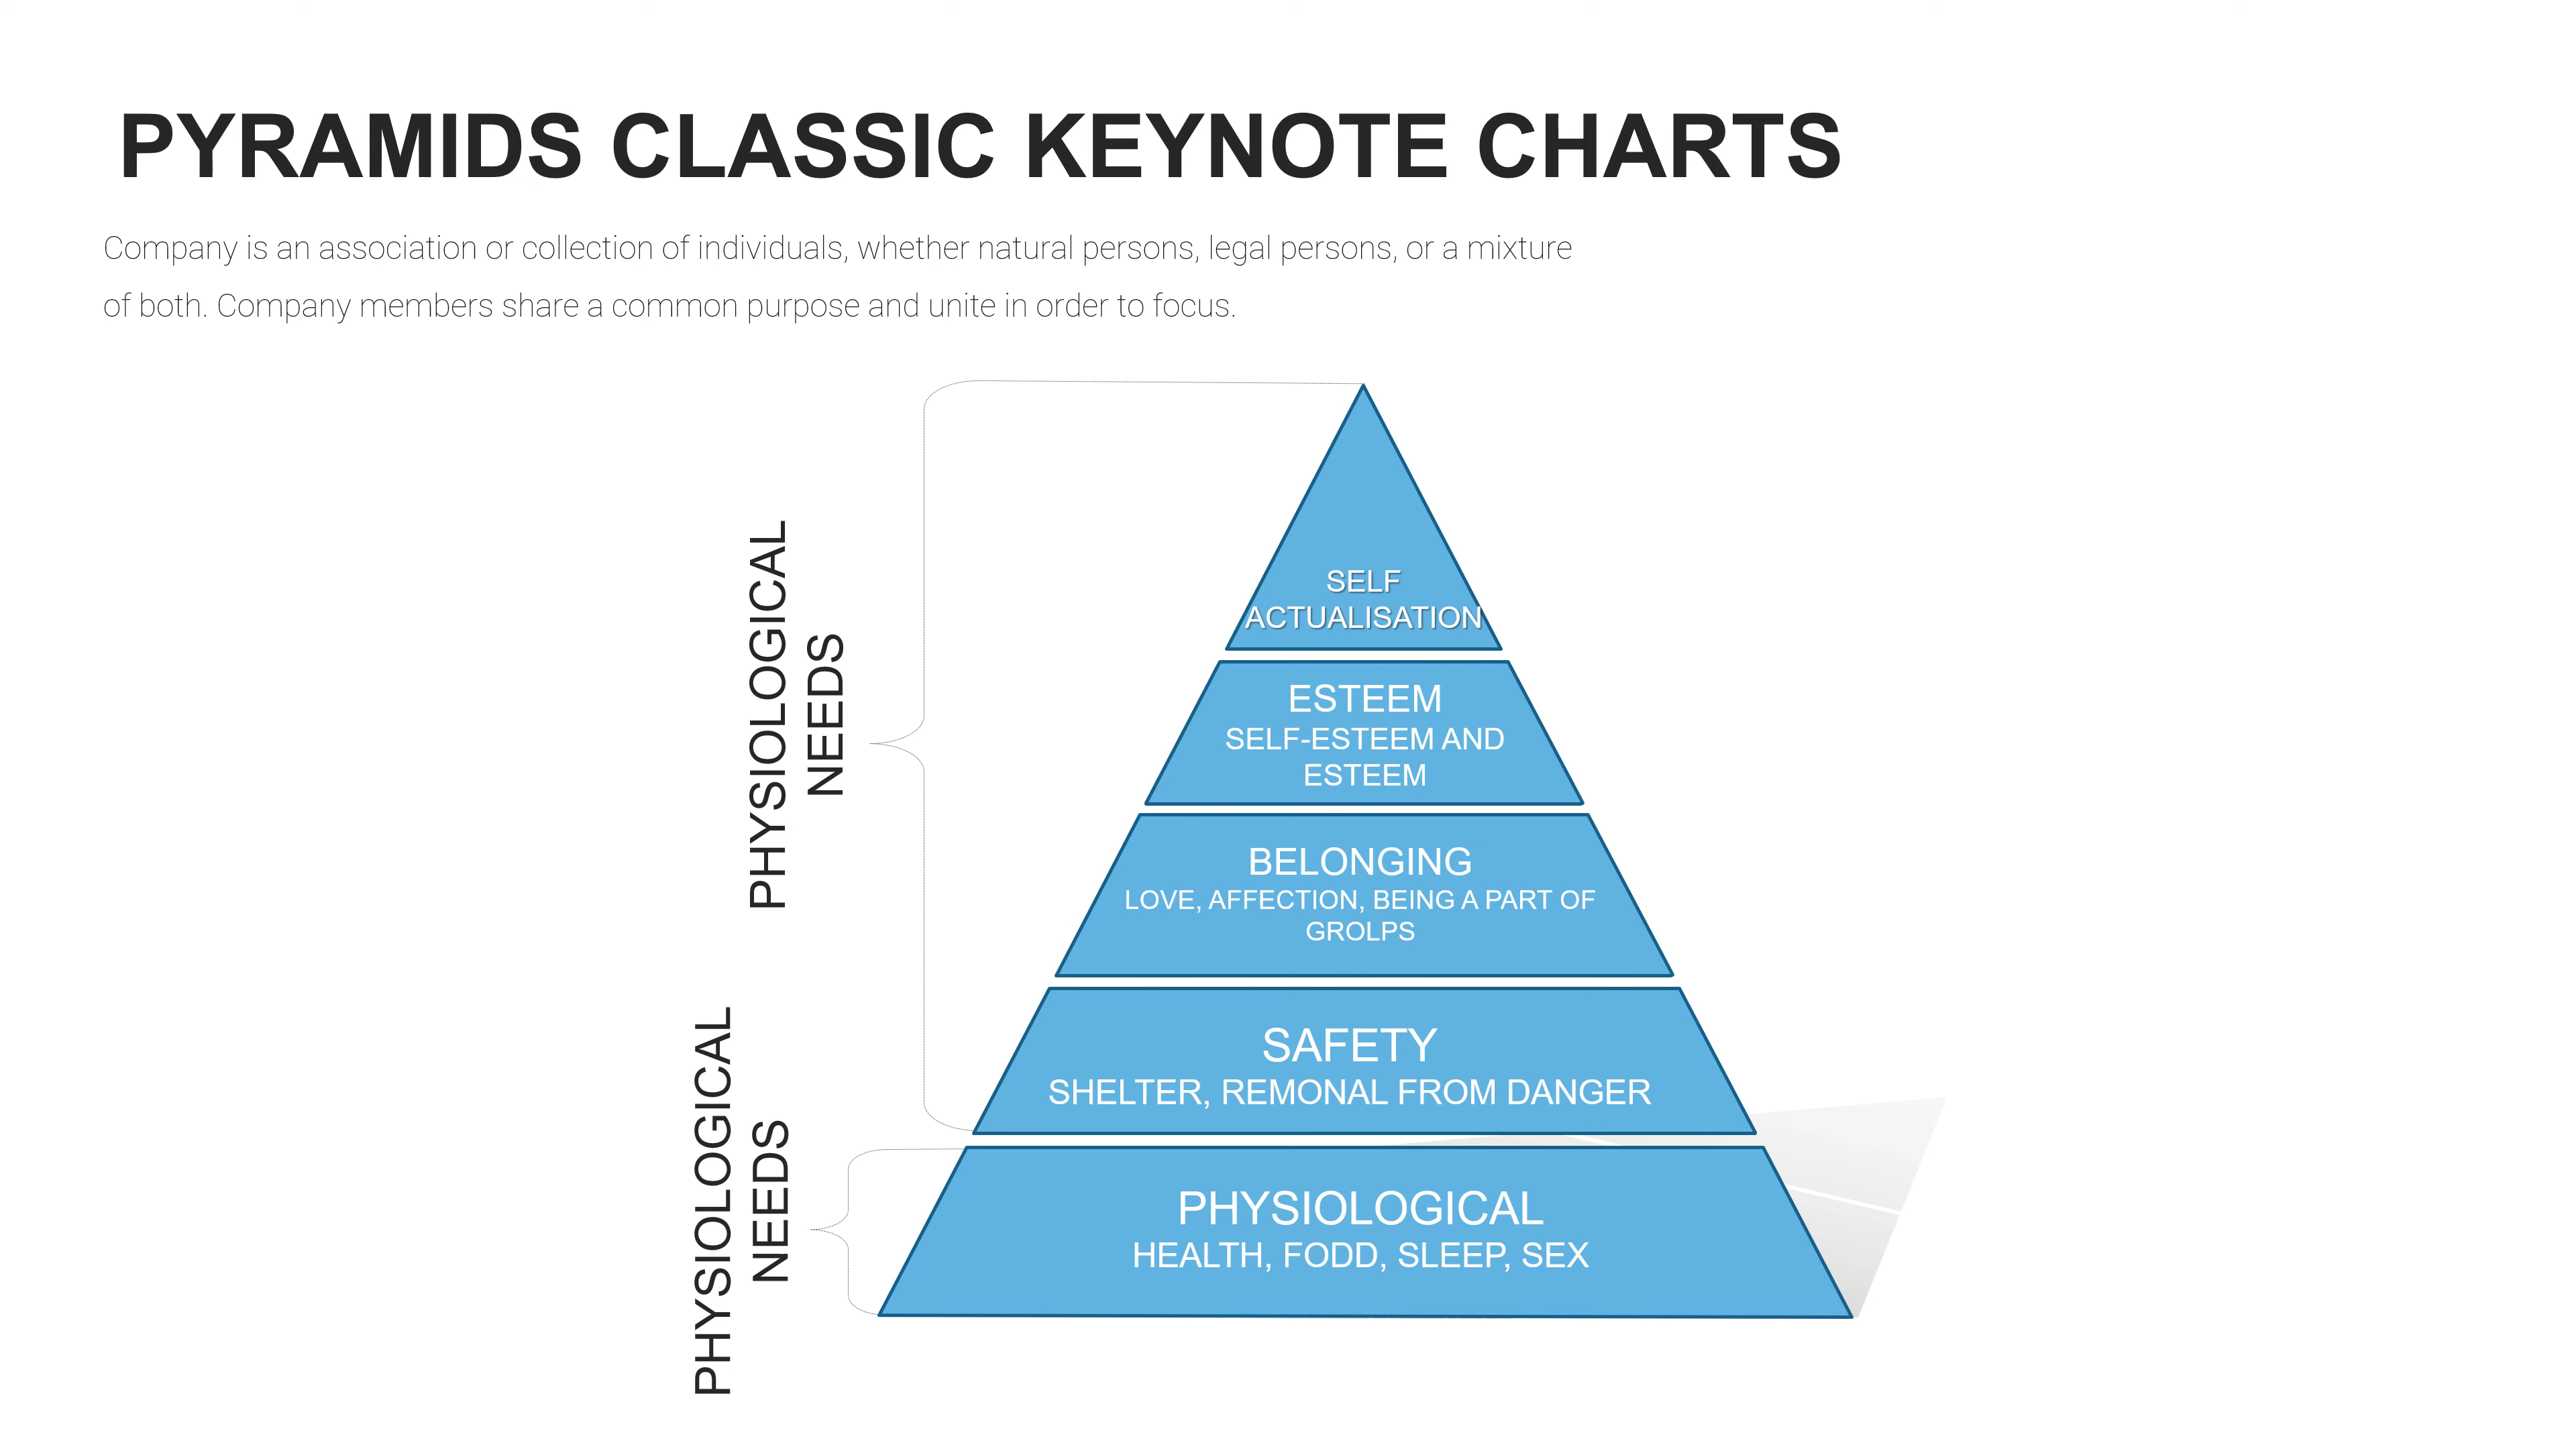 PYRAMIDS CLASSIC KEYNOTE CHARTS
Company is an association or collection of individuals, whether natural persons, legal persons, or a mixture
of both. Company members share a common purpose and unite in order to focus.
PHYSIOLOGICAL
NEEDS
SELF
ACTUALISATION
ESTEEM
SELF-ESTEEM AND
ESTEEM
BELONGING
LOVE, AFFECTION, BEING A PART OF
GROLPS
SAFETY
SHELTER, REMONAL FROM DANGER
PHYSIOLOGICAL
NEEDS
PHYSIOLOGICAL
HEALTH, FODD, SLEEP, SEX